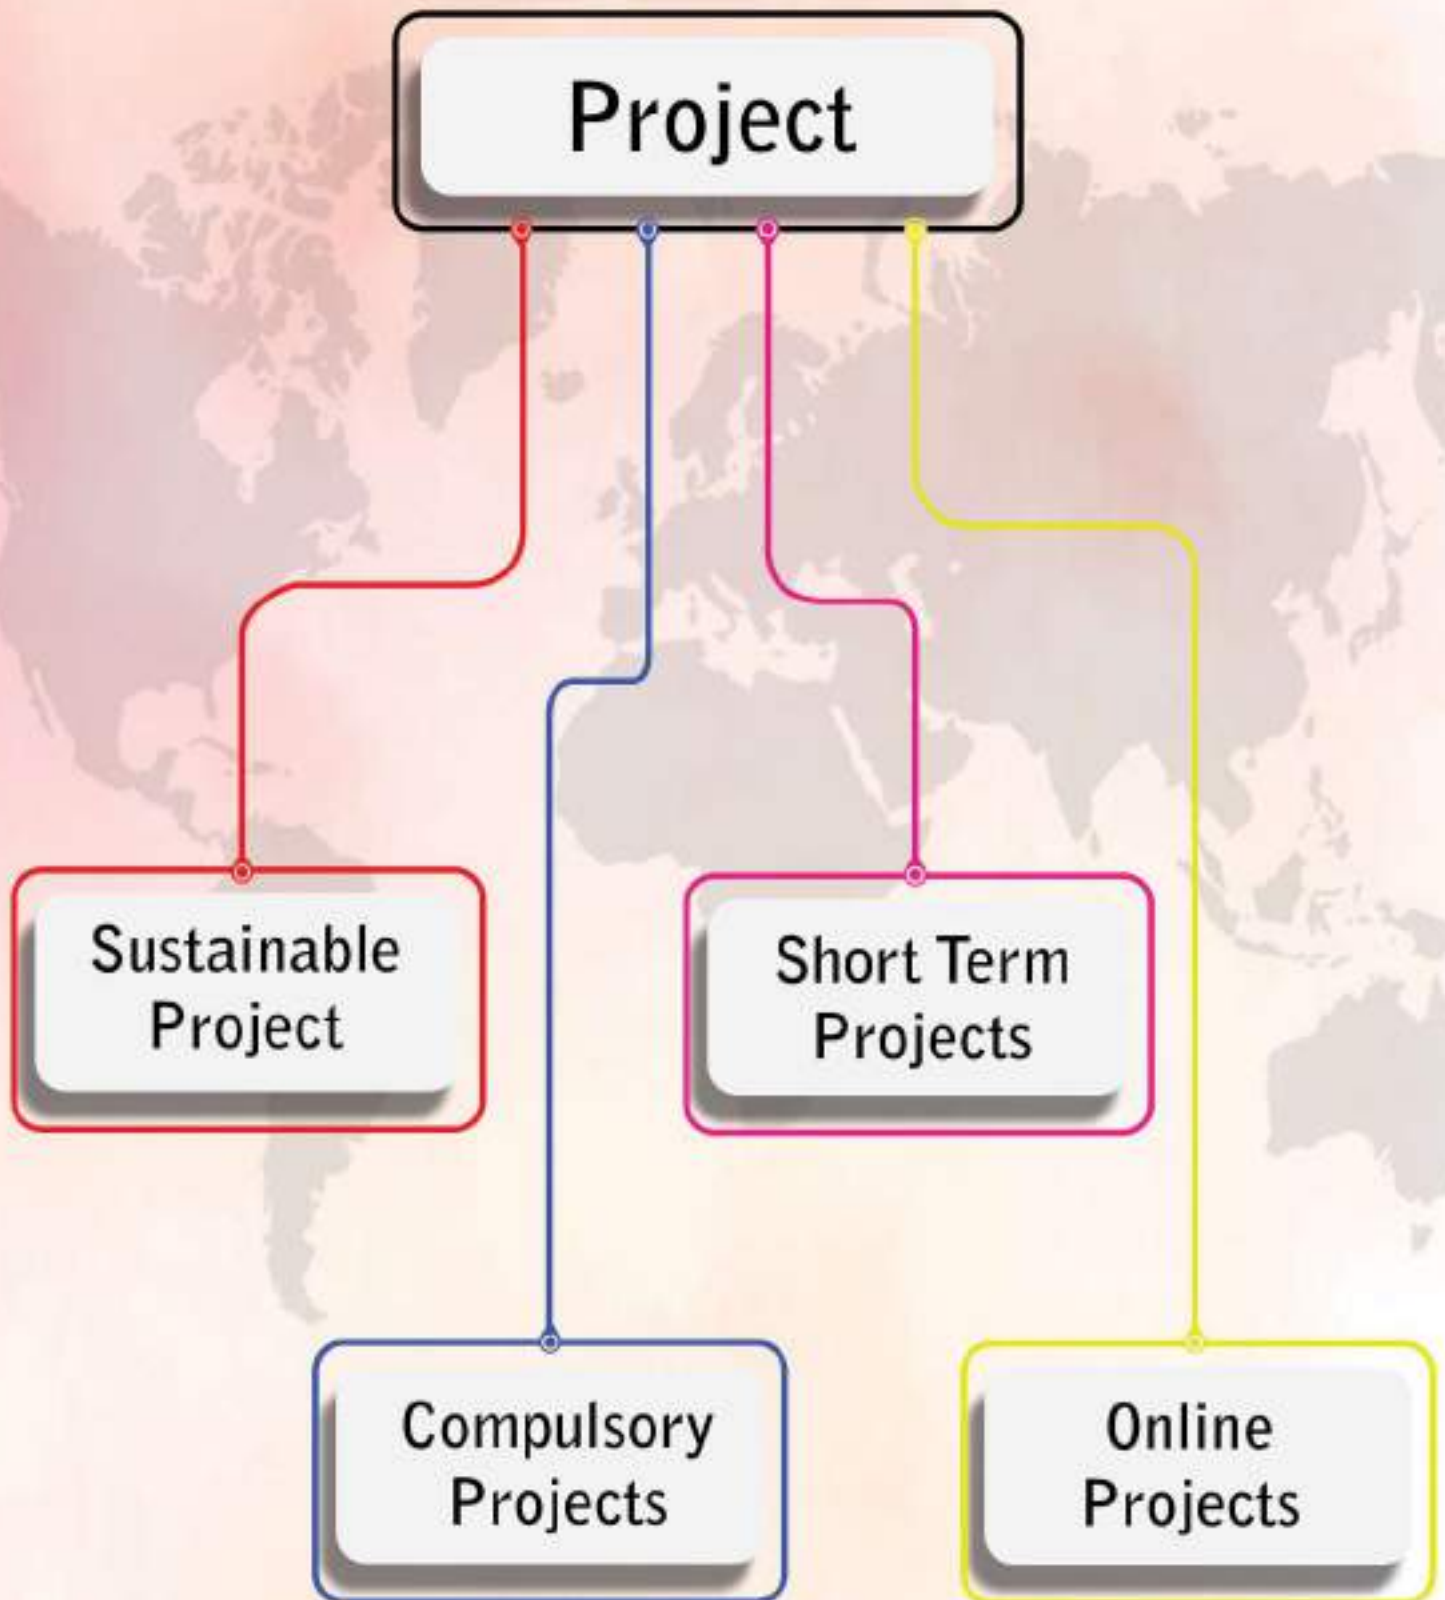 Project
Sustainable
Project
Short Term
Projects
Compulsory
Projects
Online
Projects